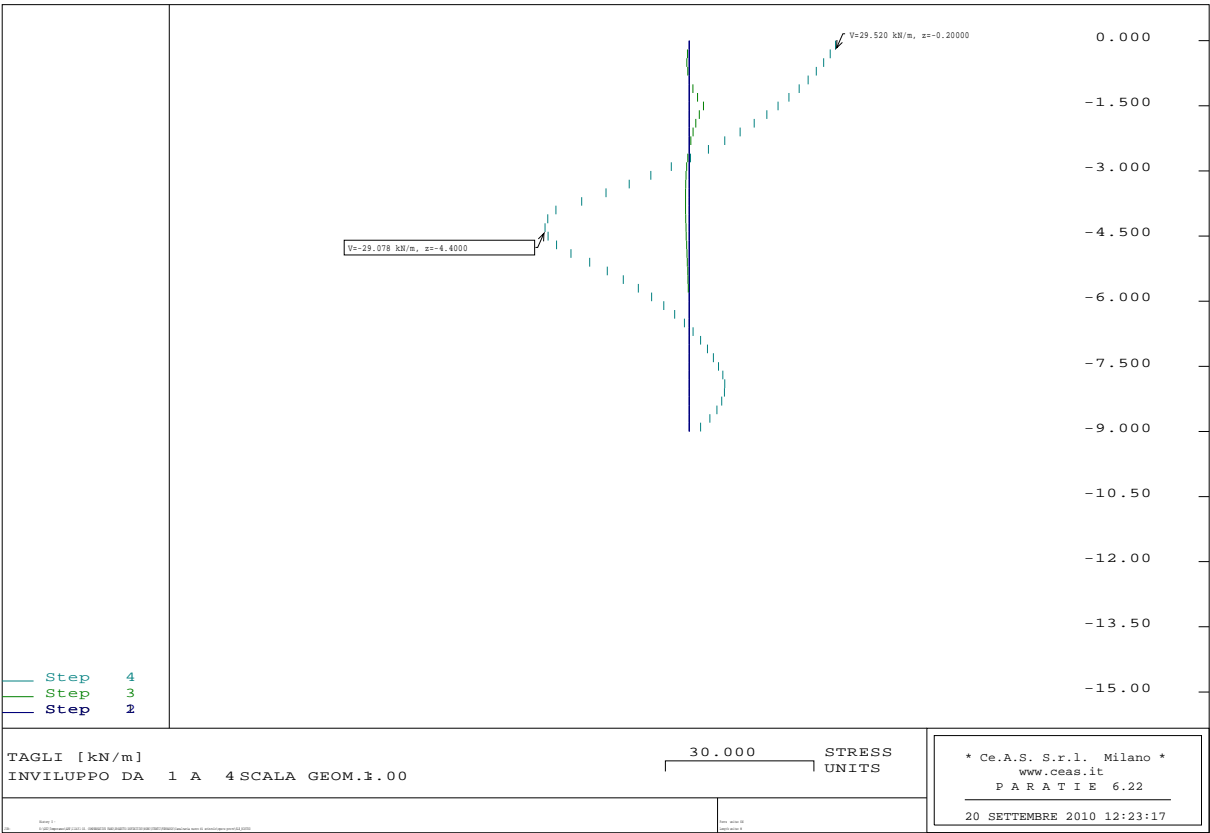 V=29.520 kN/m, z=-0.20000
0.000
-1.500
-3.000
V=-29.078 kN/m, z=-4.4000
-4.500
-6.000
-7.500
-9.000
-10.50
-12.00
-13.50
-15.00
Step 4
Step 3
Step
TAGLI [kN/m]
INVILUPPO DA 1 A 4 SCALA GEOM.
30.000 STRESS
UNITS
* Ce.A.S. S.r.l. Milano *
www.ceas.it
P A R A T I E 6.22
20 SETTEMBRE 2010 12:23:17